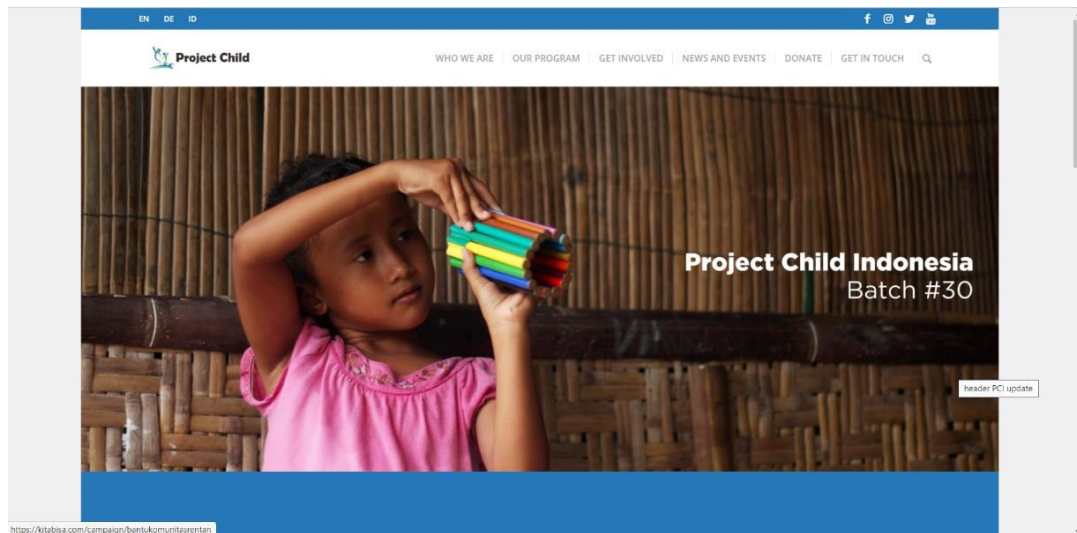 EN DE ID
Project Child
WHO WE ARE OUR PROGRAM GET INVOLVED NEWS AND EVENTS DONATE GET IN TOUCH
Project Child Indonesia
Batch #30
header PCI update
https://kitabisa.com/campaign/bantukomunitasrentan